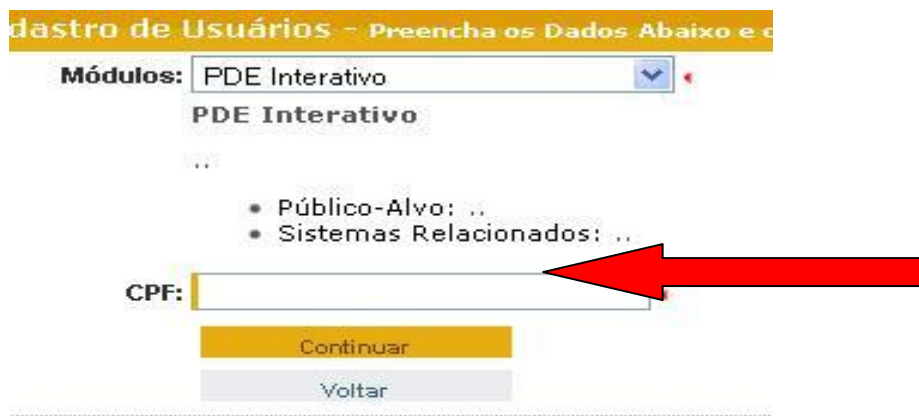 dastro de Usuários - Preencha os Dados Abaixo e c
Módulos: PDE Interativo
PDE Interativo
..
• Público-Alvo: ..
• Sistemas Relacionados: ..
CPF:
Continuar
Voltar